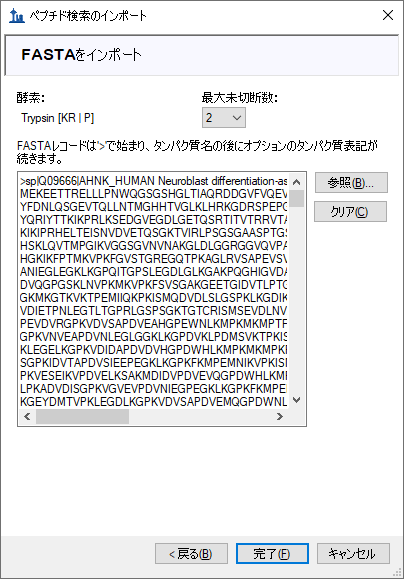 ペプチド検索のインポート
FASTAをインポート
酵素:
最大未切断数:
Trypsin [KR | P]
2
FASTAレコードは'>'で始まり、タンパク質名の後にオプションのタンパク質表記が
続きます。
>sp|Q09666|AHNK_HUMAN Neuroblast differentiation-as
MEKEETTRELLLPNWQGSGSHGLTIAQRDDGVFVQEV
YFDNLQSGEVTQLLNTMGHHTVGLKLHRKGDRSPEPG
YQRIYTTKIKPRLKSEDGVEGDLGETQSRTITVTRRVTA
KIKIPRHELTEISNVDVETQSGKTVIRLPSGSGAASPTGS
HSKLQVTMPGIKVGGSGVNVNAKGLDLGGRGGVQVPA
HGKIKFPTMKVPKFGVSTGREGQTPKAGLRVSAPEVSV
ANIEGLEGKLKGPQITGPSLEGDLGLKGAKPQGHIGVDA
DVQGPGSKLNVPKMKVPKFSVSGAKGEETGIDVTLPTG
GKMKGTKVKTPEMIIQKPKISMQDVDLSLGSPKLKGDIK
VDIETPNLEGTLTGPRLGSPSGKTGTCRISMSEVDLNV
PEVDVRGPKVDVSAPDVEAHGPEWNLKMPKMKMPTF
GPKVNVEAPDVNLEGLGGKLKGPDVKLPDMSVKTPKIS
KLEGELKGPKVDIDAPDVDVHGPDWHLKMPKMKMPKI
SGPKIDVTAPDVSIEEPEGKLKGPKFKMPEMNIKVPKIS
PKVESEIKVPDVELKSAKMDIDVPDVEVQGPDWHLKM
LPKADVDISGPKVGVEVPDVNIEGPEGKLKGPKFKMPE
KGEYDMTVPKLEGDLKGPKVDVSAPDVEMQGPDWNL
参照(B)...
クリア(C)
< 戻る(B)
完了(F)
キャンセル